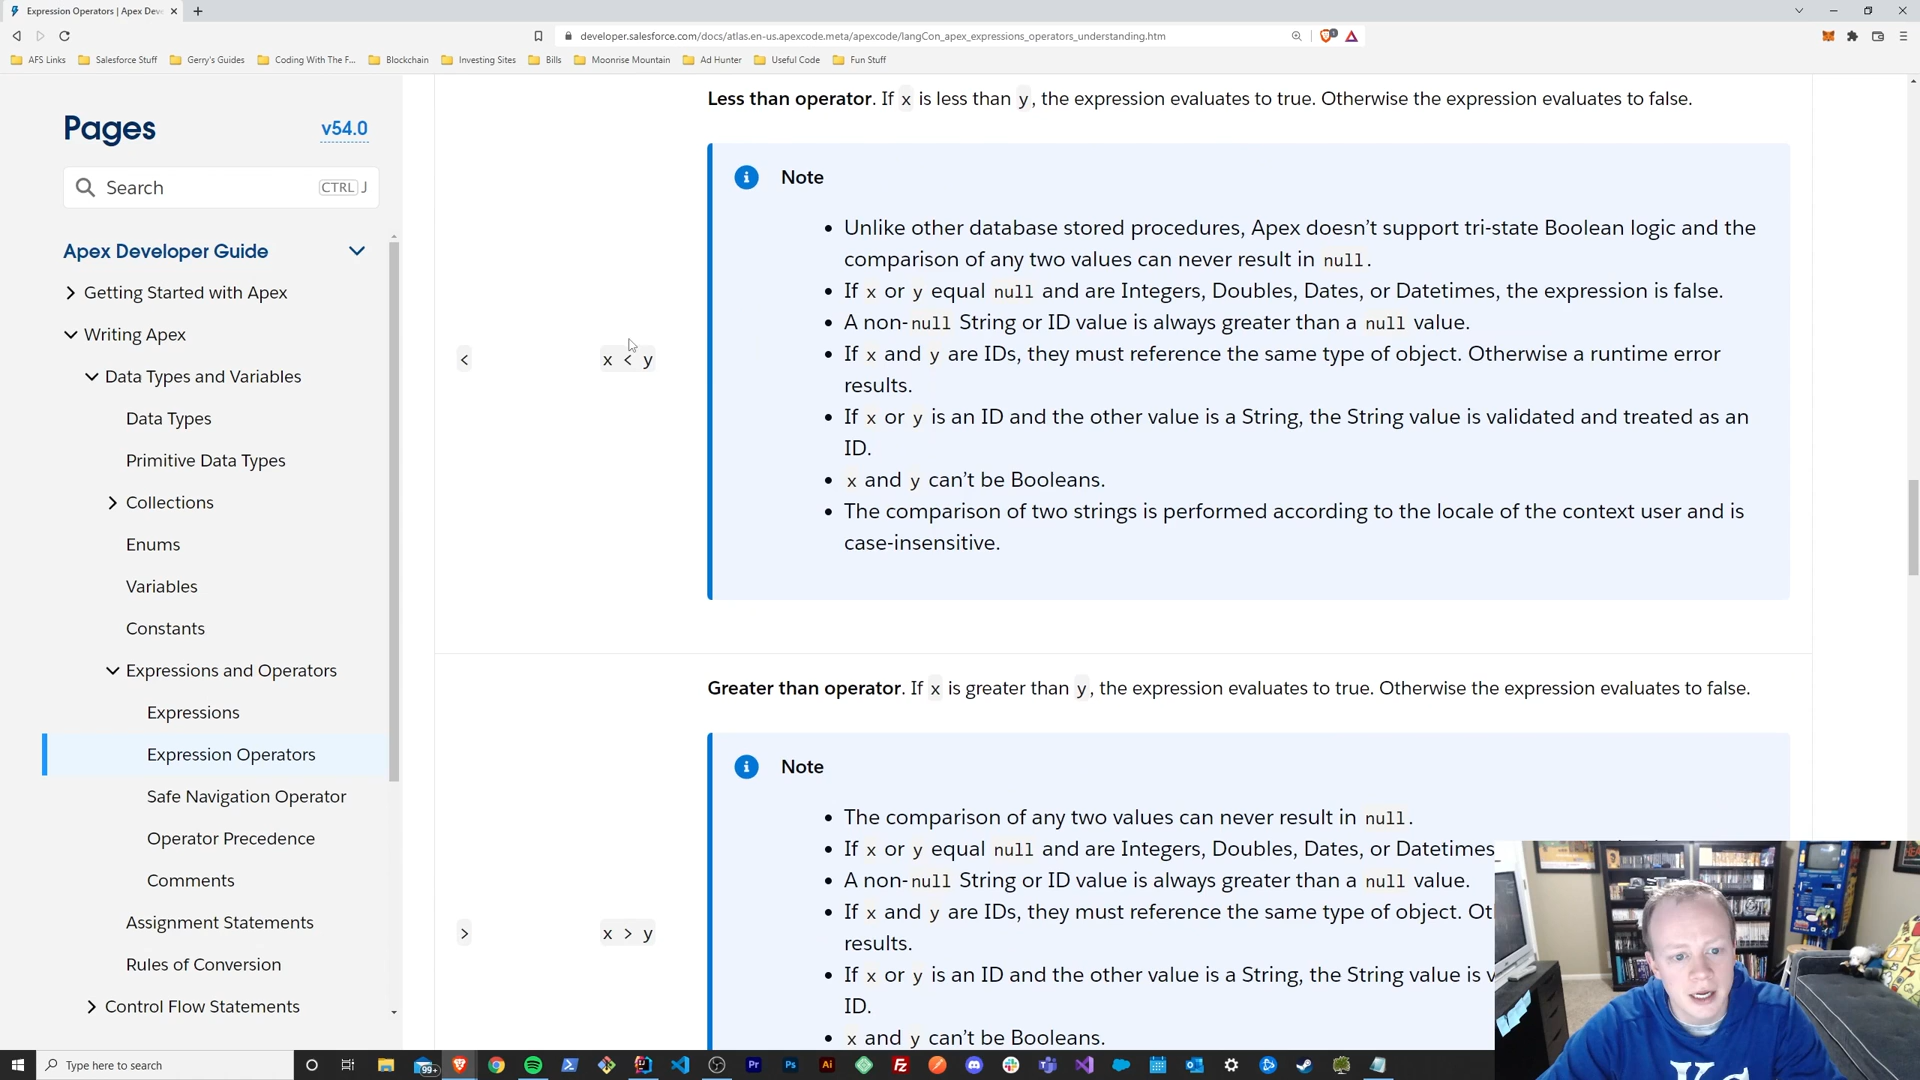 Expression Operators | Apex Deve
developer.salesforce.com/docs/atlas.en-us.apexcode.meta/apexcode/langCon_apex_expressions_operators_understanding.htm
AFS Links
Salesforce Stuff
Gerry's Guides
Coding With The F...
Blockchain
Investing Sites
Bills
Moonrise Mountain
Ad Hunter
Useful Code
Fun Stuff
Pages
v54.0
Search
CTRL J
Apex Developer Guide
Getting Started with Apex
Writing Apex
Data Types and Variables
Data Types
Primitive Data Types
Collections
Enums
Variables
Constants
Expressions and Operators
Expressions
Expression Operators
Safe Navigation Operator
Operator Precedence
Comments
Assignment Statements
Rules of Conversion
Control Flow Statements
<
x < y
Less than operator. If x is less than y, the expression evaluates to true. Otherwise the expression evaluates to false.
Note
• Unlike other database stored procedures, Apex doesn’t support tri-state Boolean logic and the
comparison of any two values can never result in null.
• If x or y equal null and are Integers, Doubles, Dates, or Datetimes, the expression is false.
• A non-null String or ID value is always greater than a null value.
• If x and y are IDs, they must reference the same type of object. Otherwise a runtime error
results.
• If x or y is an ID and the other value is a String, the String value is validated and treated as an
ID.
• x and y can’t be Booleans.
• The comparison of two strings is performed according to the locale of the context user and is
case-insensitive.
>
x > y
Greater than operator. If x is greater than y, the expression evaluates to true. Otherwise the expression evaluates to false.
Note
• The comparison of any two values can never result in null.
• If x or y equal null and are Integers, Doubles, Dates, or Datetimes
• A non-null String or ID value is always greater than a null value.
• If x and y are IDs, they must reference the same type of object. Ot
results.
• If x or y is an ID and the other value is a String, the String value is v
ID.
• x and y can’t be Booleans.
Type here to search
99+
Pr
Ps
Ai
Fz